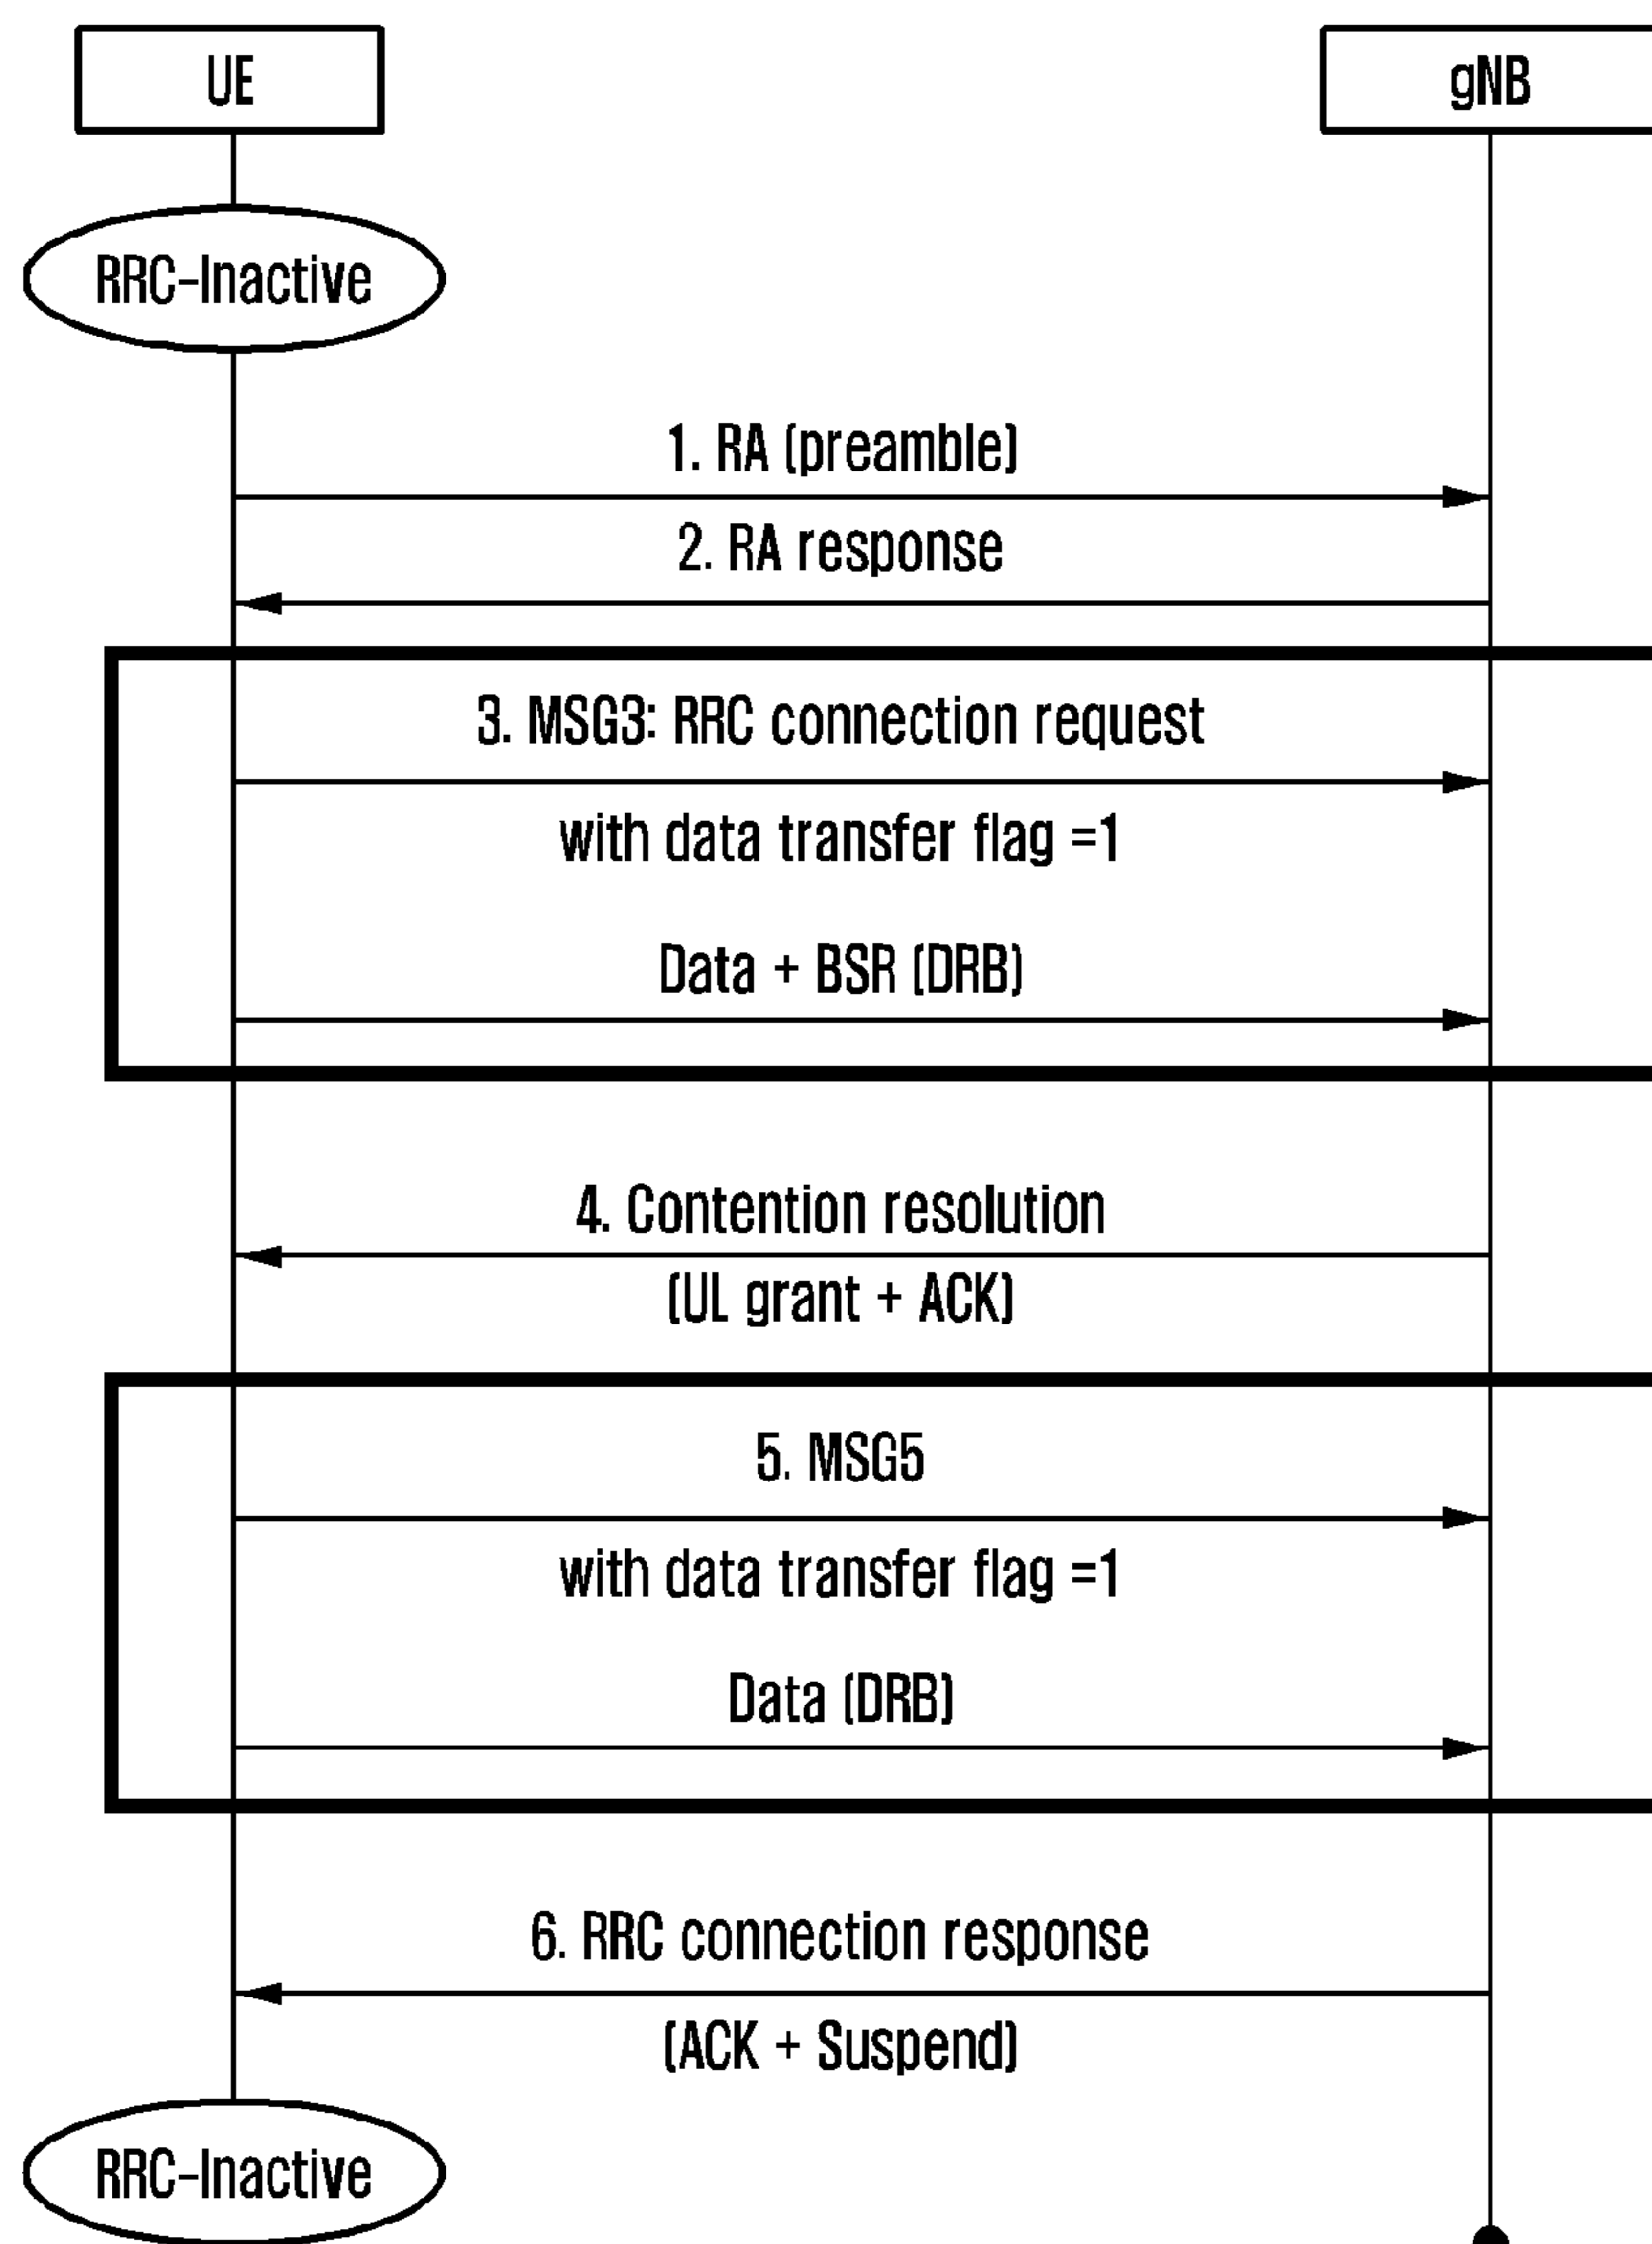 UE
gNB
RRC-Inactive
1. RA (preamble)
2. RA response
3. MSG3: RRC connection request
with data transfer flag =1
Data + BSR (DRB)
4. Contention resolution
(UL grant + ACK)
5. MSG5
with data transfer flag =1
Data (DRB)
6. RRC connection response
(ACK + Suspend)
RRC-Inactive